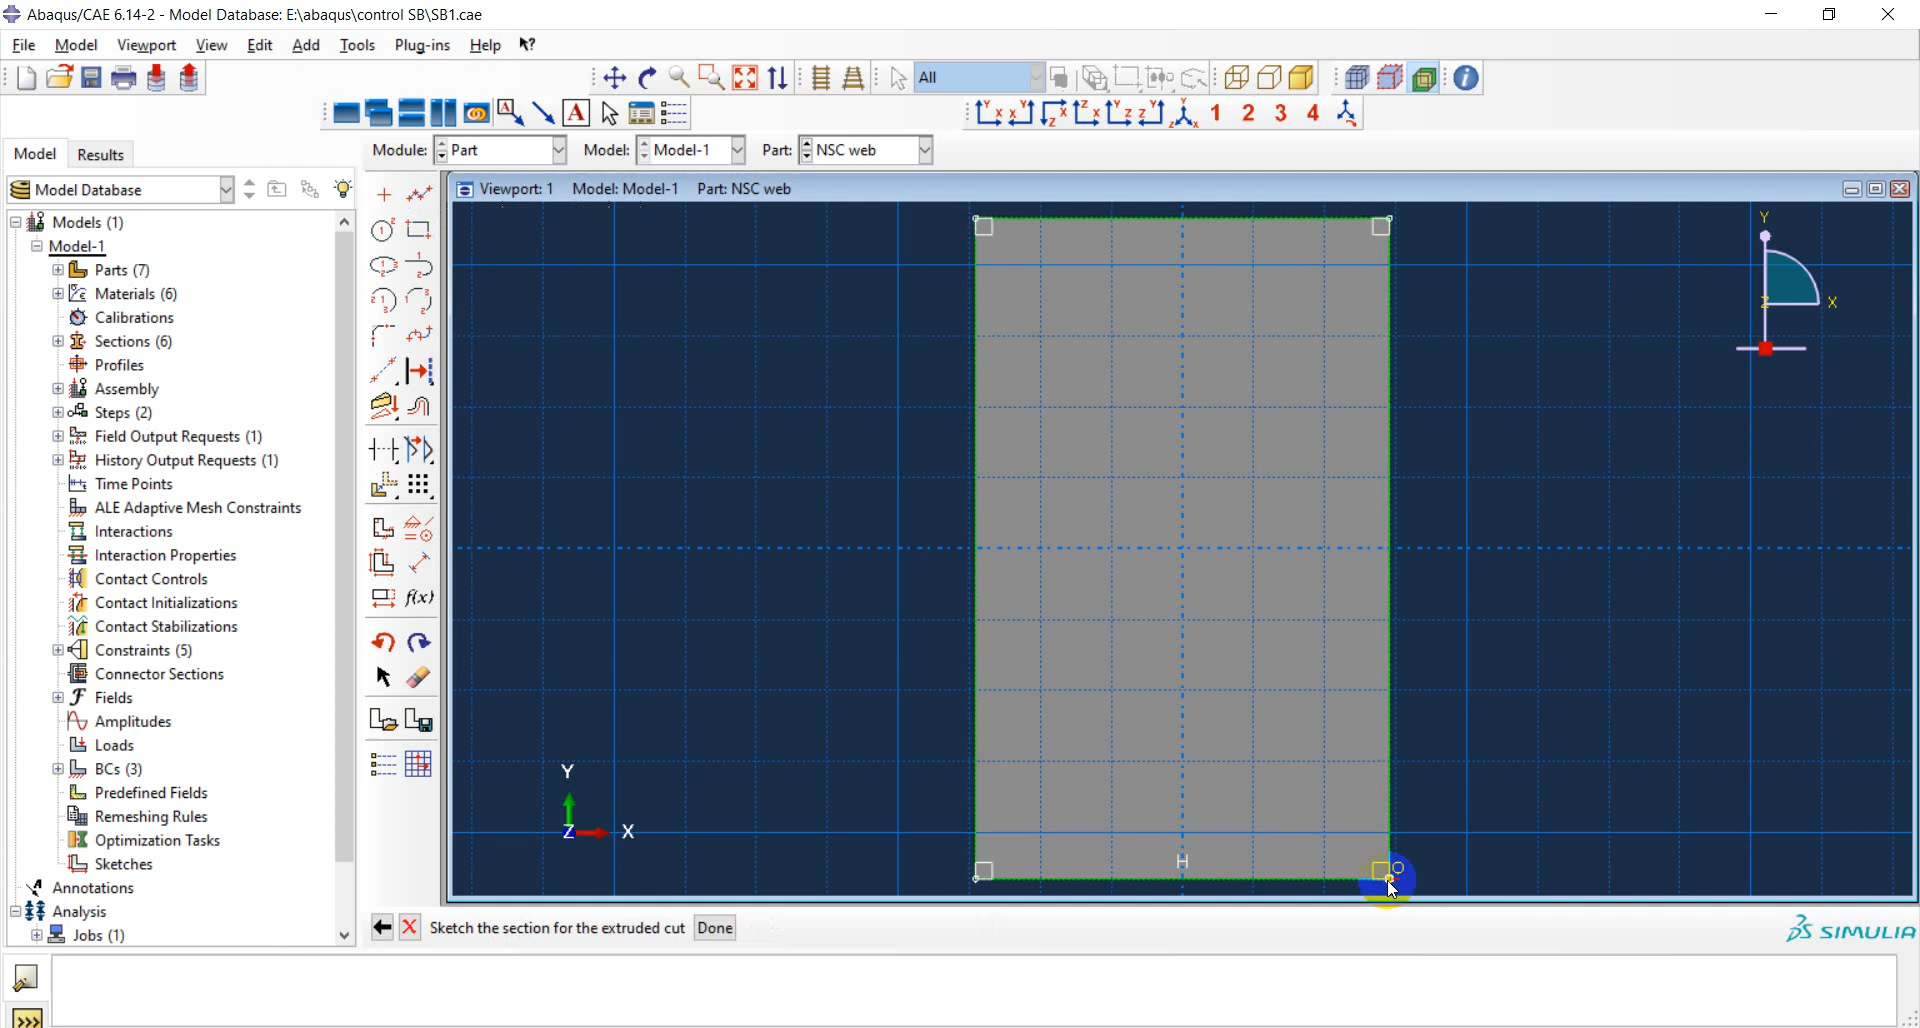 Abaqus/CAE 6.14-2 - Model Database: E:\abaqus\control SB\SB1.cae
File Model Viewport View Edit Add Tools Plug-ins Help
All
1 2 3 4
Model Results
Module: Part Model: Model-1 Part: NSC web
Model Database
Viewport: 1 Model: Model-1 Part: NSC web
Models (1)
Model-1
Parts (7)
Materials (6)
Calibrations
Sections (6)
Profiles
Assembly
Steps (2)
Field Output Requests (1)
History Output Requests (1)
Time Points
ALE Adaptive Mesh Constraints
Interactions
Interaction Properties
Contact Controls
Contact Initializations
Contact Stabilizations
Constraints (5)
Connector Sections
Fields
Amplitudes
Loads
BCs (3)
Predefined Fields
Remeshing Rules
Optimization Tasks
Sketches
Annotations
Analysis
Jobs (1)
f(x)
Y
Z X
Y
Z X
H
Sketch the section for the extruded cut Done
SIMULIA
>>>